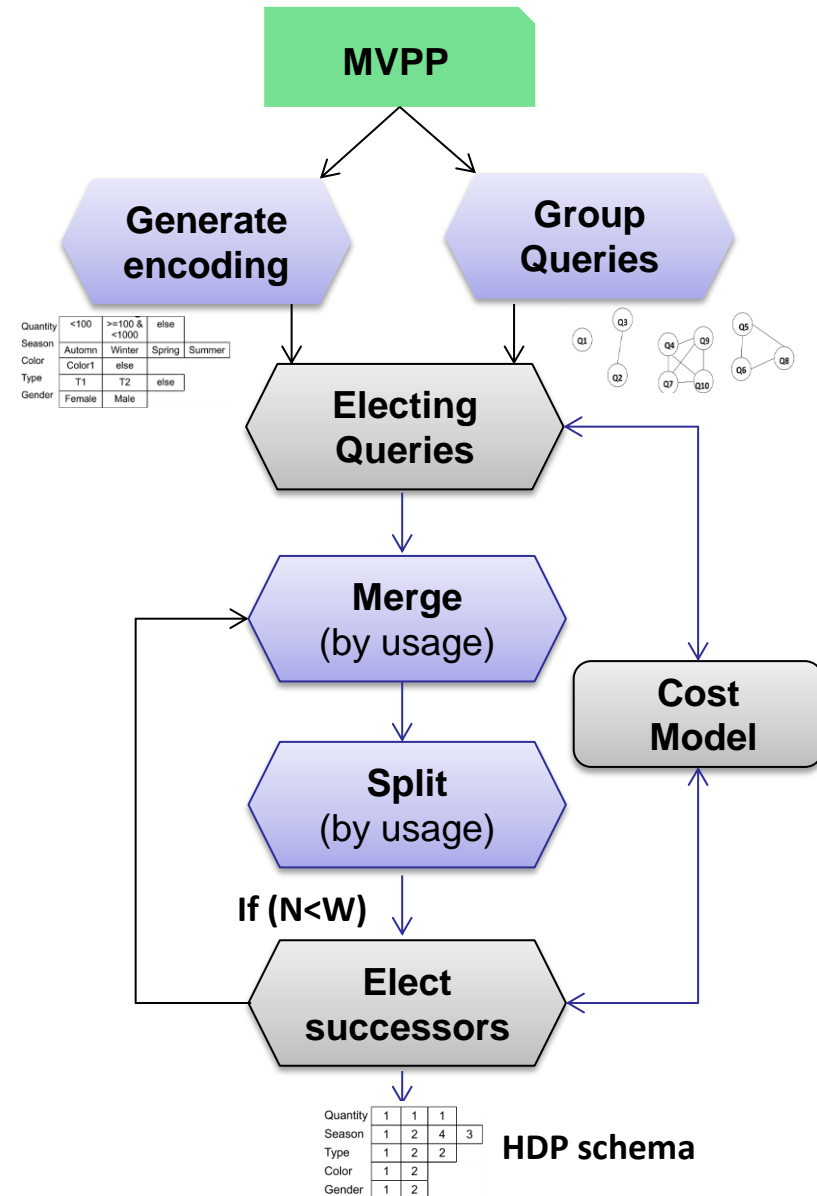 MVPP
Generate
encoding
Group
Queries
Quantity <100 >=100 & <1000 else
Season Automn Winter Spring Summer
Color Color1 else
Type T1 T2 else
Gender Female Male
Q1
Q3
Q2
Q4
Q9
Q7
Q10
Q5
Q6
Q8
Electing
Queries
Merge
(by usage)
Cost
Model
Split
(by usage)
If (N<W)
Elect
successors
Quantity 1 1 1
Season 1 2 4 3
Type 1 2 2
Color 1 2
Gender 1 2
HDP schema